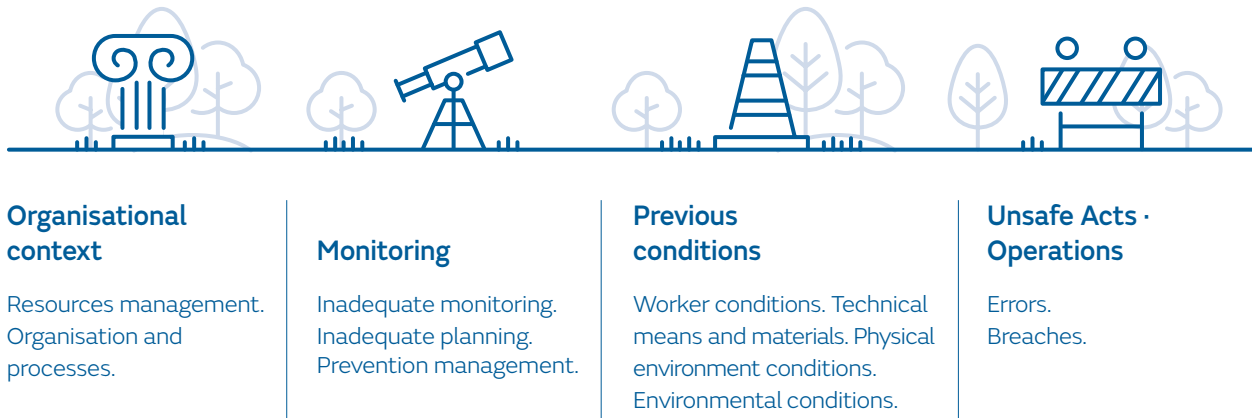 Organisational
context
Resources management.
Organisation and
processes.
Monitoring
Inadequate monitoring.
Inadequate planning.
Prevention management.
Previous
conditions
Worker conditions. Technical
means and materials. Physical
environment conditions.
Environmental conditions.
Unsafe Acts ·
Operations
Errors.
Breaches.